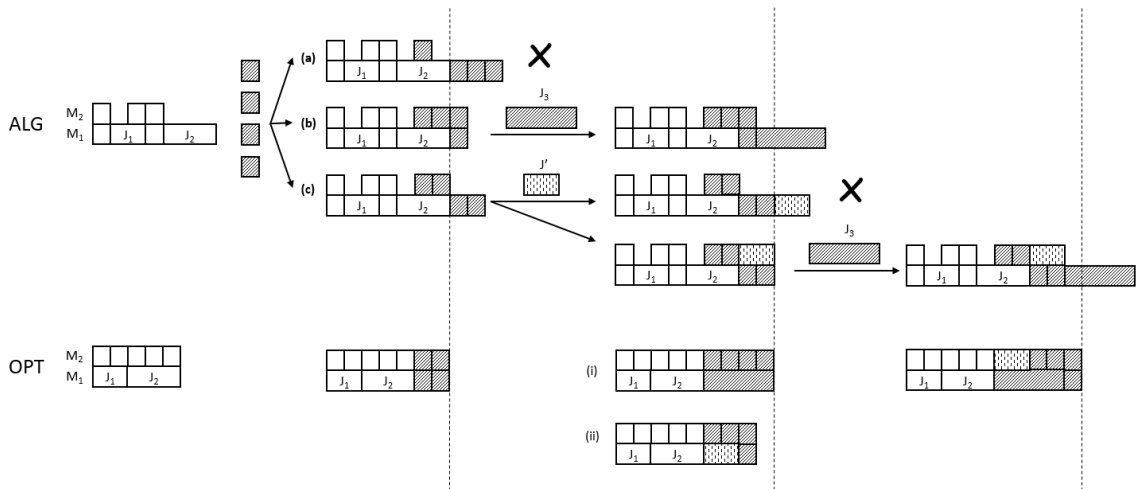 (a)
J₁ J₂
J₃
ALG
M₂
M₁ J₁ J₂
(b)
J₁ J₂
J₁ J₂
J'
(c)
J₁ J₂
J₁ J₂
J₃
J₁ J₂
J₁ J₂
OPT
M₂
M₁ J₁ J₂
J₁ J₂
(i)
J₁ J₂
J₁ J₂
(ii)
J₁ J₂